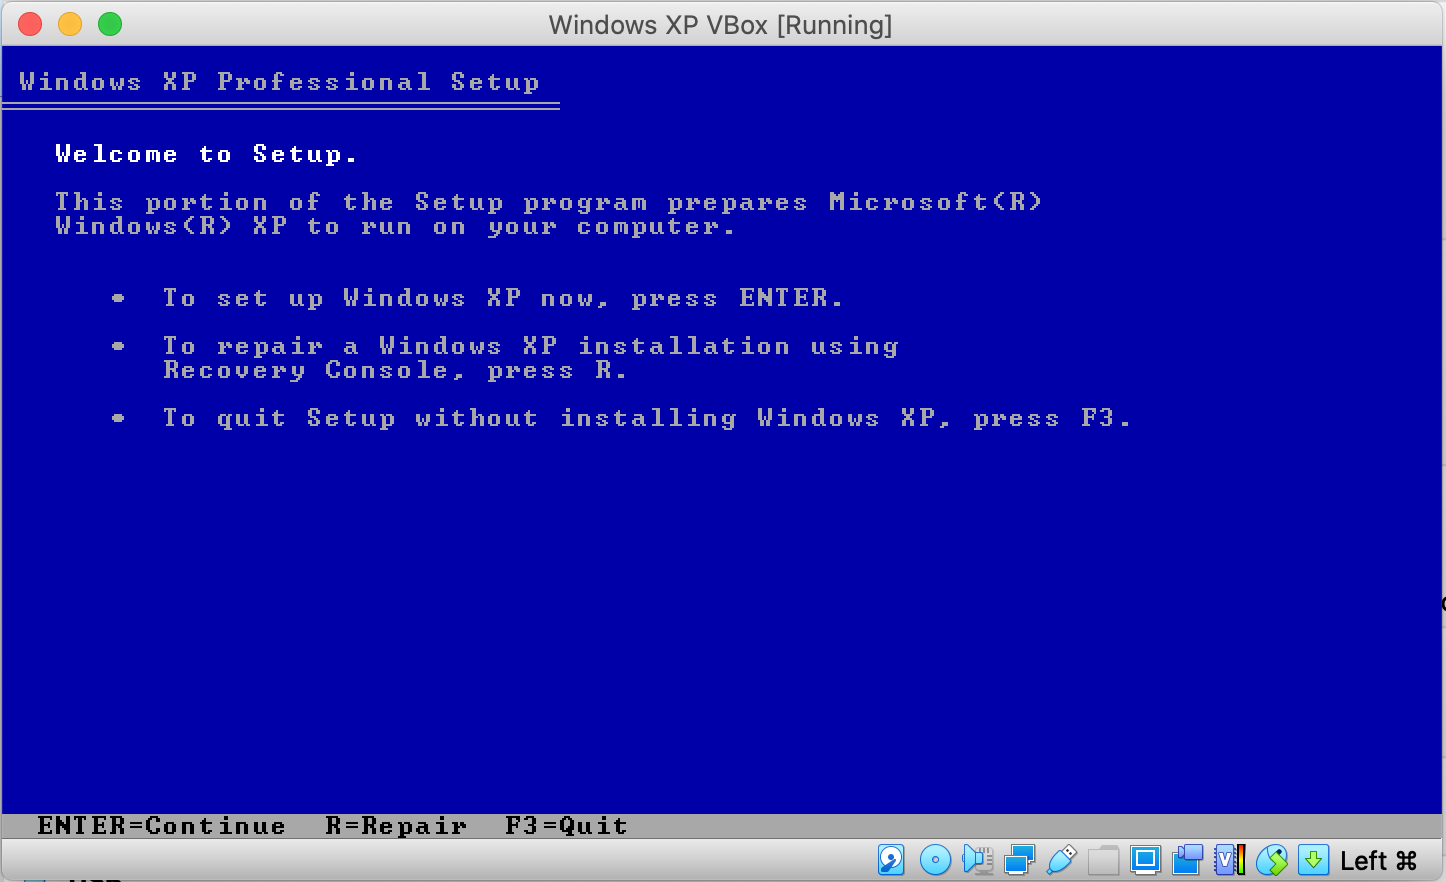 Windows XP VBox [Running]
Windows XP Professional Setup
Welcome to Setup.
This portion of the Setup program prepares Microsoft(R)
Windows(R) XP to run on your computer.
• To set up Windows XP now, press ENTER.
• To repair a Windows XP installation using
Recovery Console, press R.
• To quit Setup without installing Windows XP, press F3.
ENTER=Continue R=Repair F3=Quit
Left ⌘